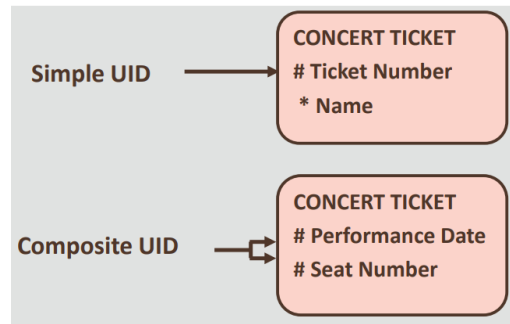 Simple UID
CONCERT TICKET
# Ticket Number
* Name
Composite UID
CONCERT TICKET
# Performance Date
# Seat Number